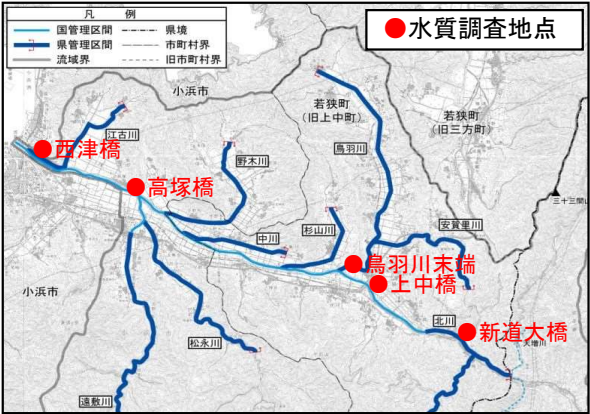 凡 例
国管理区間
県境
県管理区間
市町村界
流域界
旧市町村界
●水質調査地点
小浜市
若狭町
(旧上中町)
若狭町
(旧三方町)
江古川
西津橋
野木川
鳥羽川
高塚橋
三十三間山
杉山川
安賀里川
中川
鳥羽川末端
上中橋
小浜市
北川
新道大橋
天増川
松永川
遠敷川